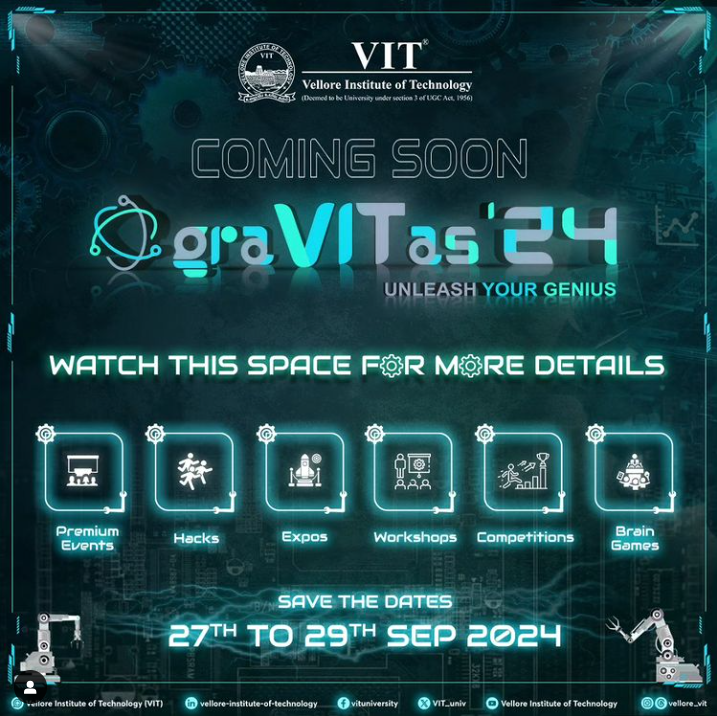 VIT®
Vellore Institute of Technology
(Deemed to be University under section 3 of UGC Act, 1956)
VIT
COMING SOON
graVITas'24
UNLEASH YOUR GENIUS
WATCH THIS SPACE FOR MORE DETAILS
Premium Events
Hacks
Expos
Workshops
Competitions
Brain Games
SAVE THE DATES
27TH TO 29TH SEP 2024
Vellore Institute of Technology (VIT)
vellore-institute-of-technology
vituniversity
VIT_univ
Vellore Institute of Technology
vellore_vit